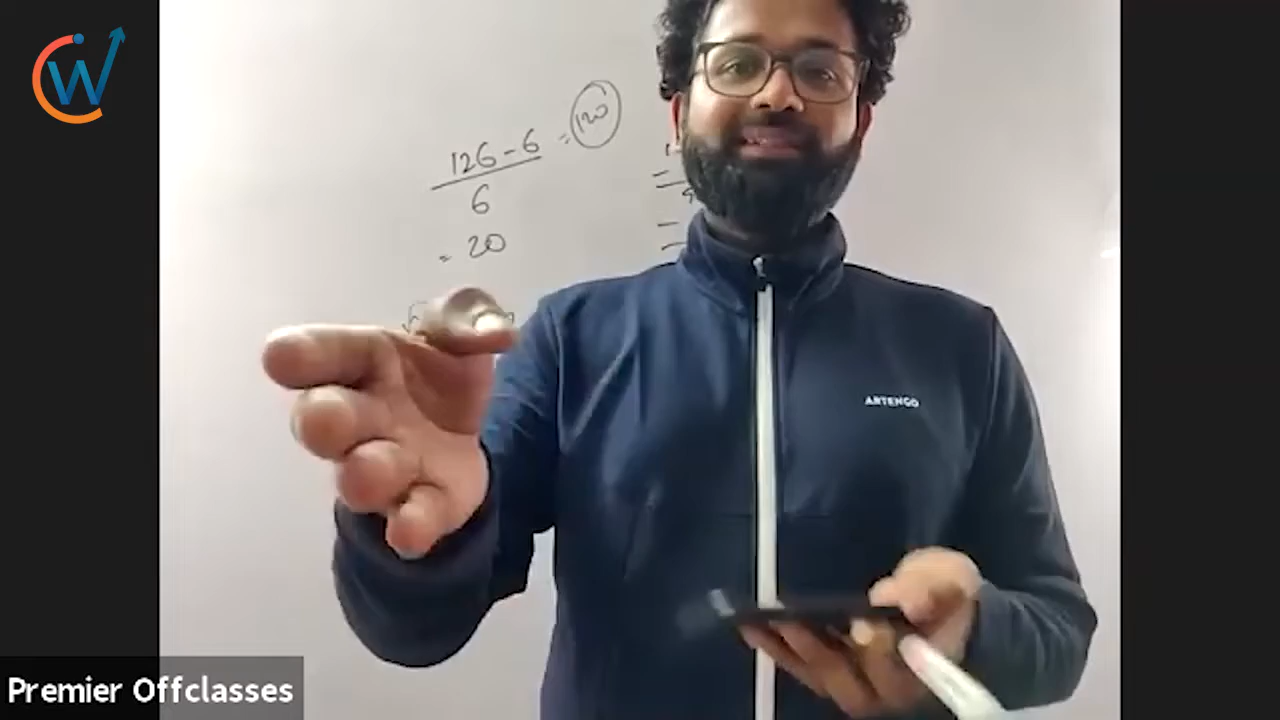 W
126 - 6 = 120
6
= 20
ARTENGO
Premier Offclasses